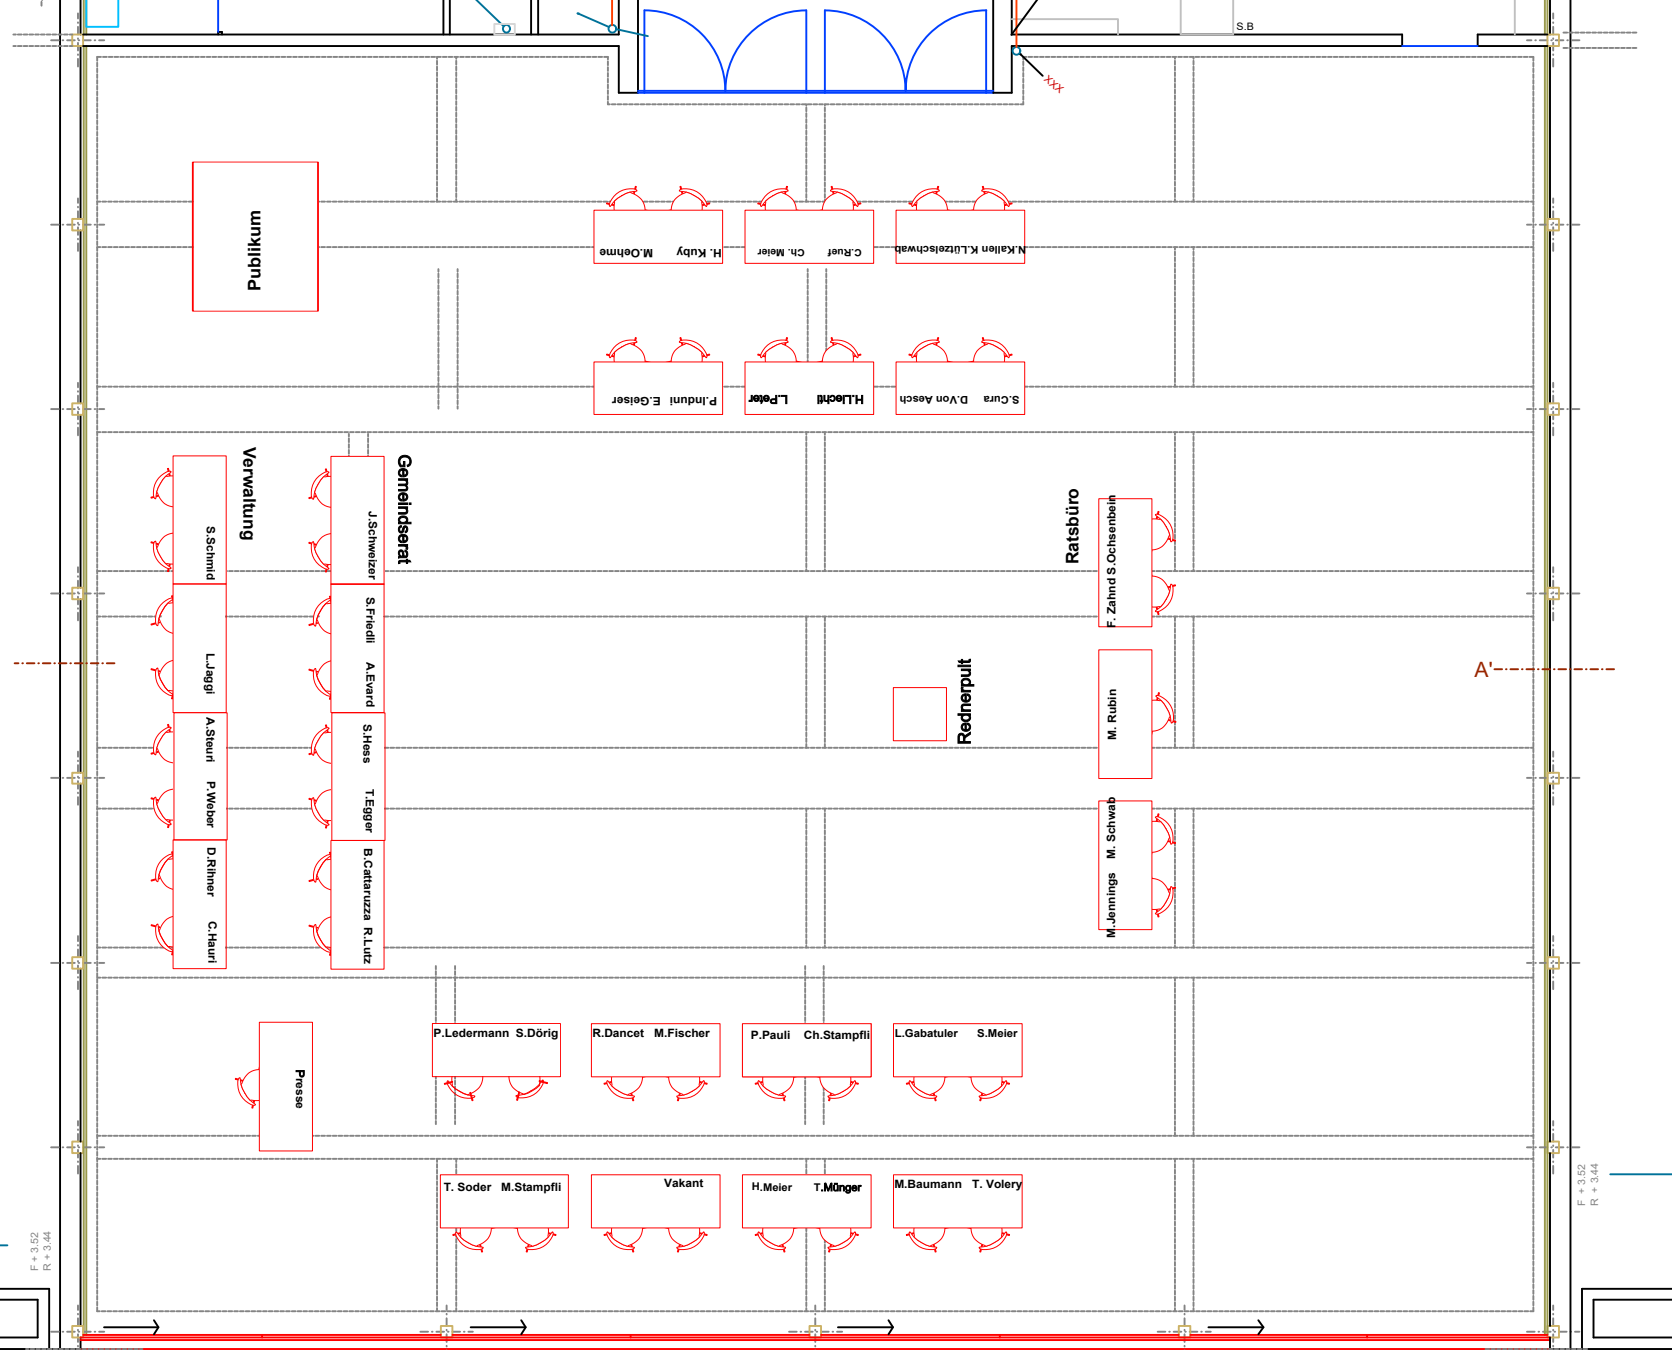 S.B
XXX
Publikum
M.Oehme H. Kuby
Ch. Meier C.Ruef
K.Lützelschwab N.Kallen
E.Geiser P.Induni
L.Peter H.Liechti
D.Von Aesch S.Cura
Verwaltung
S.Schmid
L.Jaggi
A.Steuri P.Weber
D.Rihner C.Hauri
Gemeindserat
J.Schweizer
S.Friedli A.Evard
S.Hess T.Egger
B.Cattaruzza R.Lutz
Ratsbüro
F. Zahnd S.Ochsenbein
M. Rubin
M.Jennings M. Schwab
Rednerpult
A'
Presse
P.Ledermann S.Dörig
R.Dancet M.Fischer
P.Pauli Ch.Stampfli
L.Gabatuler S.Meier
T. Soder M.Stampfli
Vakant
H.Meier T.Münger
M.Baumann T. Volery
F + 3.52
R + 3.44
F + 3.52
R + 3.44